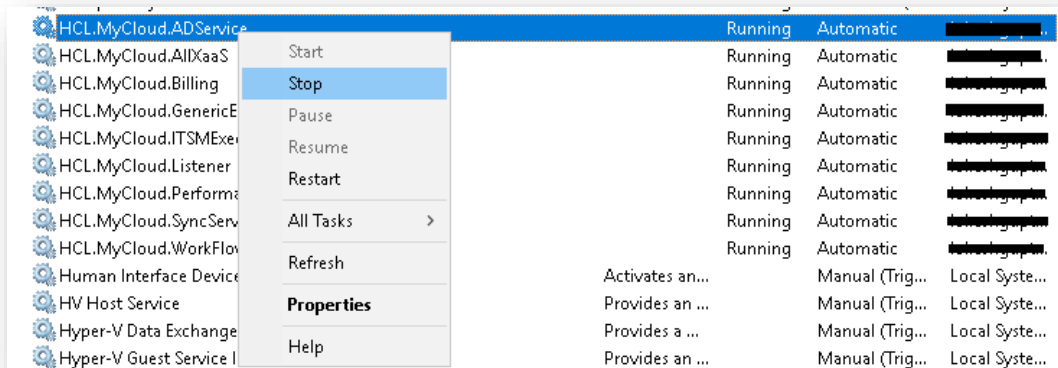 HCL.MyCloud.ADService Running Automatic
HCL.MyCloud.AllXaaS Start Running Automatic
HCL.MyCloud.Billing Stop Running Automatic
HCL.MyCloud.GenericE Pause Running Automatic
HCL.MyCloud.ITSMExe Resume Running Automatic
HCL.MyCloud.Listener Restart Running Automatic
HCL.MyCloud.Performa Running Automatic
HCL.MyCloud.SyncServ All Tasks > Running Automatic
HCL.MyCloud.WorkFlo Refresh Running Automatic
Human Interface Device Activates an... Manual (Trig... Local Syste...
HV Host Service Properties Provides an ... Manual (Trig... Local Syste...
Hyper-V Data Exchange Provides a ... Manual (Trig... Local Syste...
Hyper-V Guest Service I Help Provides an ... Manual (Trig... Local Syste...